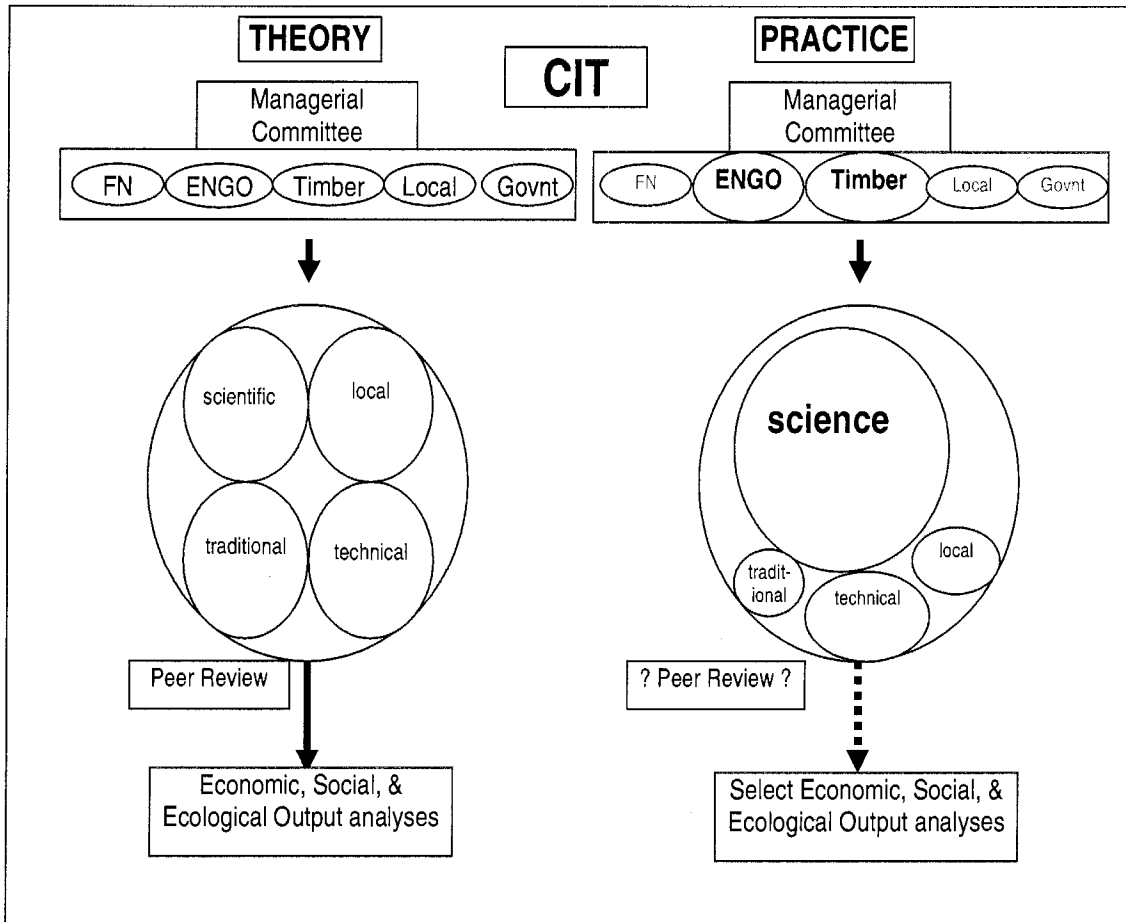 THEORY
CIT
PRACTICE
Managerial
Committee
FN ENGO Timber Local Govnt
scientific
local
traditional
technical
Peer Review
Economic, Social, &
Ecological Output analyses
Managerial
Committee
FN ENGO Timber Local Govnt
science
local
tradit-
ional
technical
? Peer Review ?
Select Economic, Social, &
Ecological Output analyses